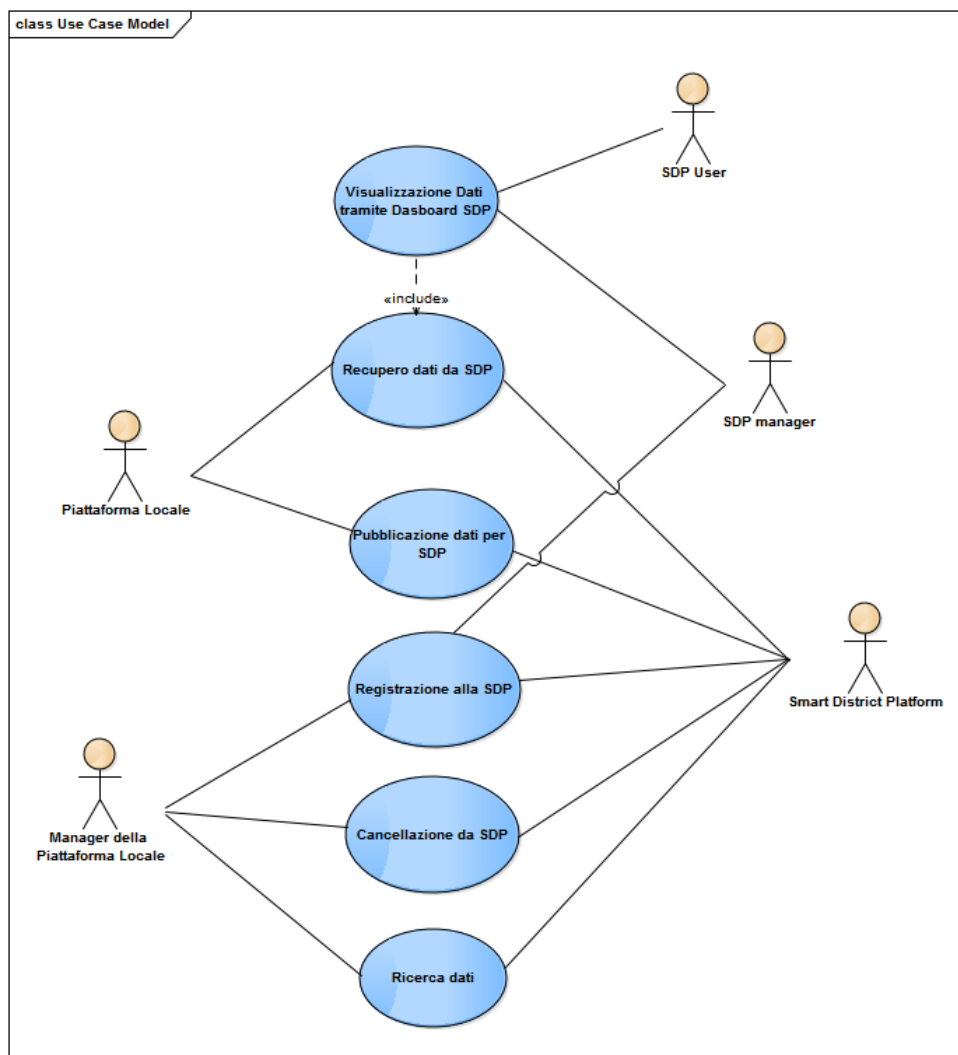 class Use Case Model
SDP User
Visualizzazione Dati
tramite Dasboard SDP
«include»
Recupero dati da SDP
SDP manager
Piattaforma Locale
Pubblicazione dati per
SDP
Registrazione alla SDP
Smart District Platform
Manager della
Piattaforma Locale
Cancellazione da SDP
Ricerca dati